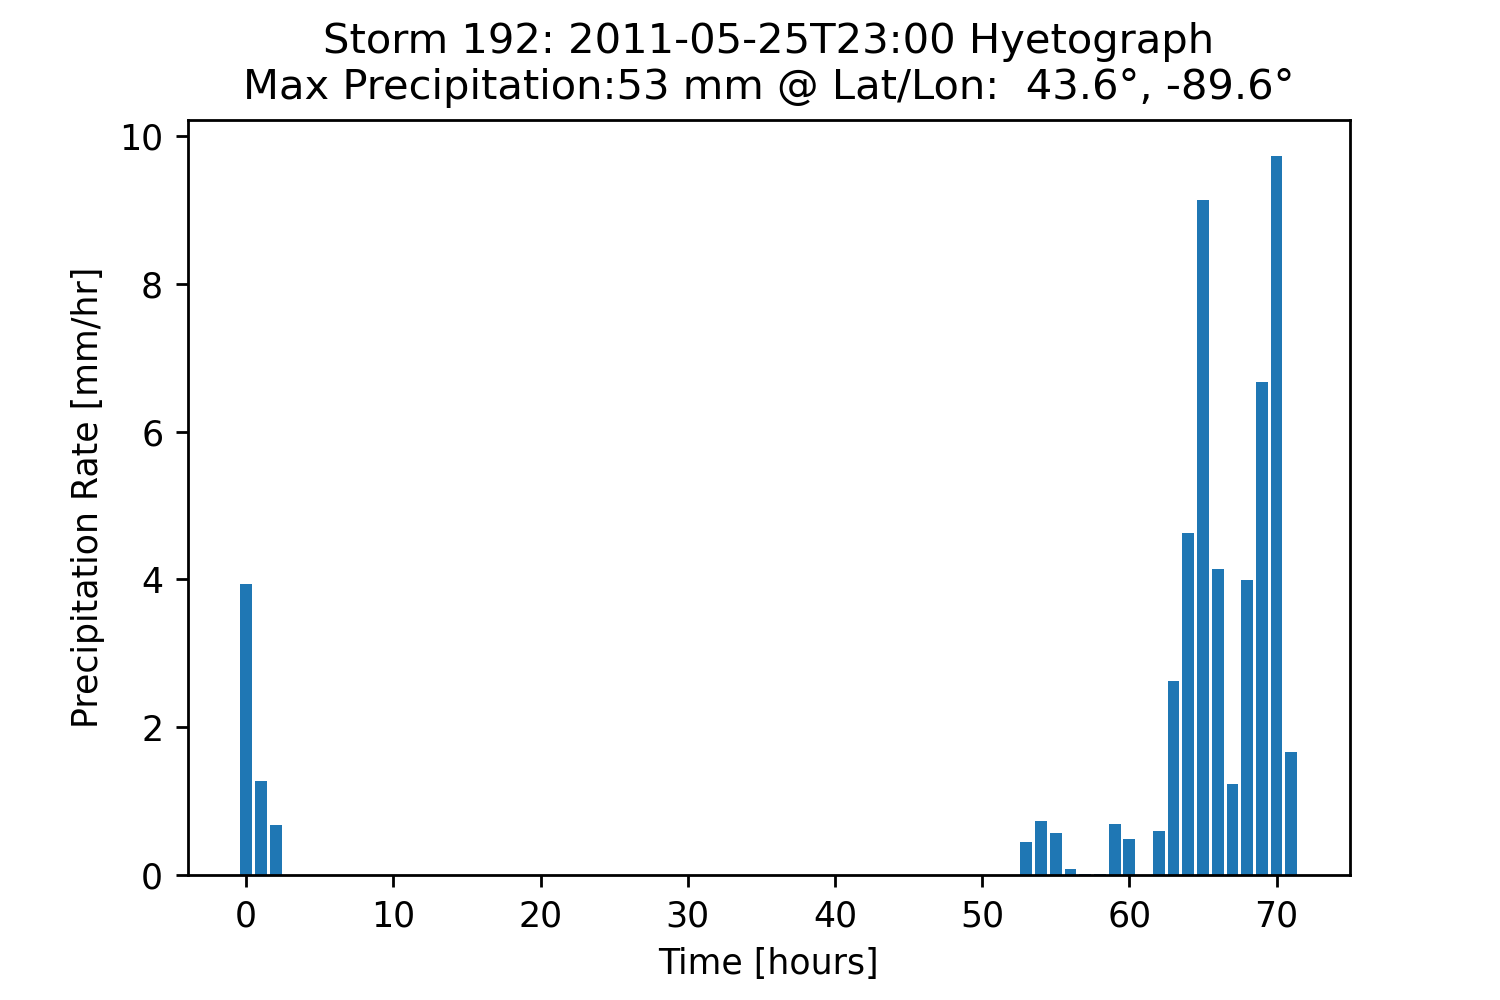 Storm 192: 2011-05-25T23:00 Hyetograph
Max Precipitation:53 mm @ Lat/Lon:  43.6°, -89.6°
10
8
6
4
2
0
Precipitation Rate [mm/hr]
0 10 20 30 40 50 60 70
Time [hours]